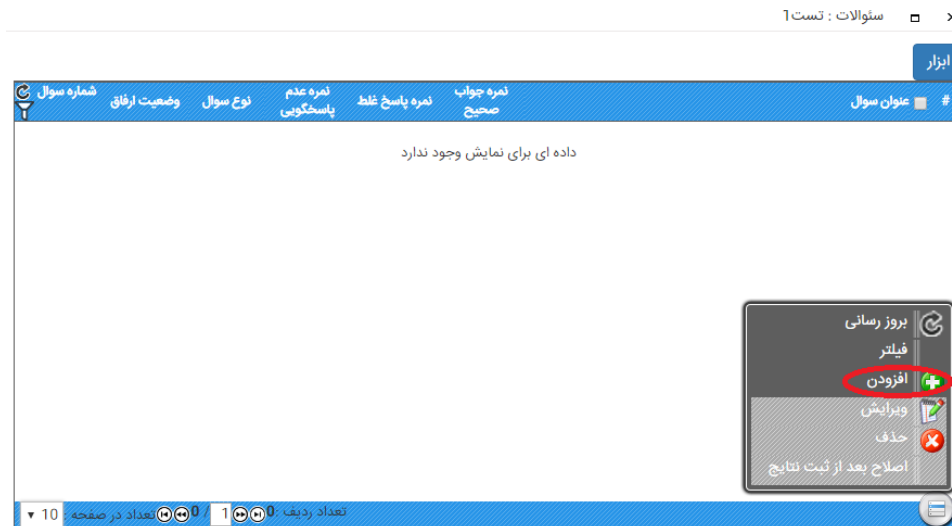 سئوالات : تست1
ابزار
# عنوان سوال
نمره جواب
صحیح
نمره پاسخ غلط
نمره عدم
پاسخگویی
نوع سوال
وضعیت ارفاق
شماره سوال
داده ای برای نمایش وجود ندارد
بروز رسانی
فیلتر
افزودن
ویرایش
حذف
اصلاح بعد از ثبت نتایج
تعداد ردیف :0 1 / 0 تعداد در صفحه : 10